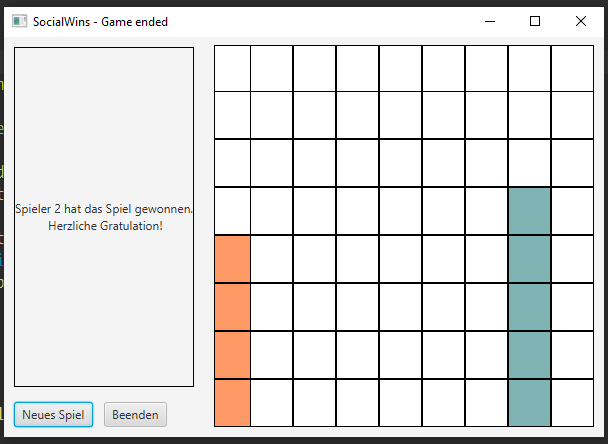 SocialWins - Game ended
Spieler 2 hat das Spiel gewonnen.
Herzliche Gratulation!
Neues Spiel
Beenden